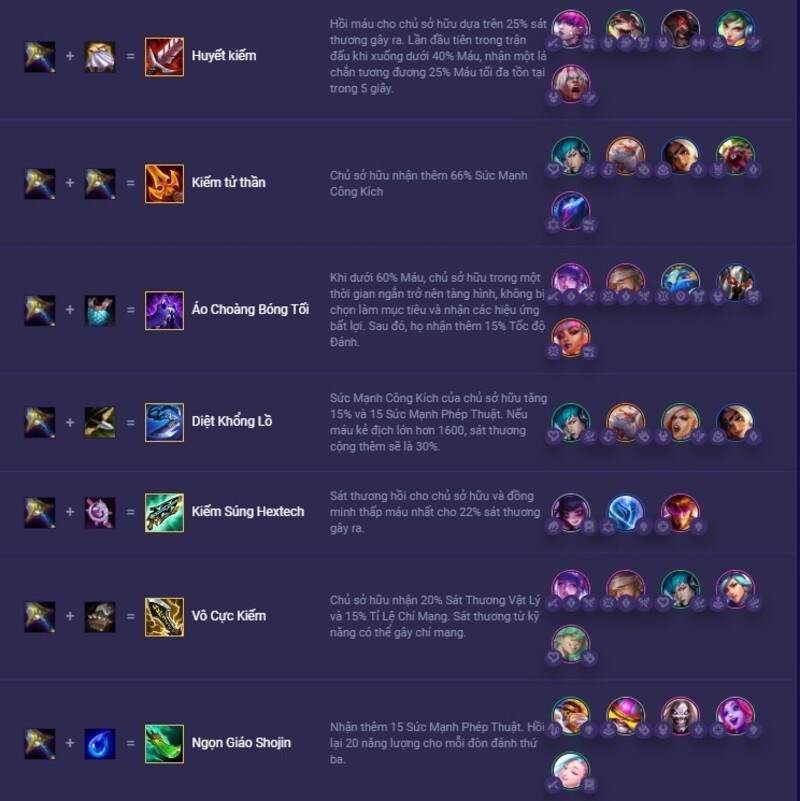 Hồi máu cho chủ sở hữu dựa trên 25% sát
thương gây ra. Lần đầu tiên trong trận
+ = Huyết kiếm
đấu khi xuống dưới 40% Máu, nhận một lá
chắn tương đương 25% Máu tối đa tồn tại
trong 5 giây.
+ = Kiếm tử thần
Chủ sở hữu nhận thêm 66% Sức Mạnh
Công Kích
Khi dưới 60% Máu, chủ sở hữu trong một
thời gian ngắn trở nên tàng hình, không bị
+ = Áo Choàng Bóng Tối
chọn làm mục tiêu và nhận các hiệu ứng
bất lợi. Sau đó, họ nhận thêm 15% Tốc độ
Đánh.
Sức Mạnh Công Kích của chủ sở hữu tăng
15% và 15 Sức Mạnh Phép Thuật. Nếu
+ = Diệt Khổng Lồ
máu kẻ địch lớn hơn 1600, sát thương
cộng thêm sẽ là 30%.
Sát thương hồi cho chủ sở hữu và đồng
+ = Kiếm Súng Hextech
minh thấp máu nhất cho 22% sát thương
gây ra.
+ = Vô Cực Kiếm
Chủ sở hữu nhận 20% Sát Thương Vật Lý
và 15% Tỉ Lệ Chí Mạng. Sát thương từ kỹ
năng có thể gây chí mạng.
Nhận thêm 15 Sức Mạnh Phép Thuật. Hồi
+ = Ngọn Giáo Shojin
lại 20 năng lượng cho mỗi đòn đánh thứ
ba.